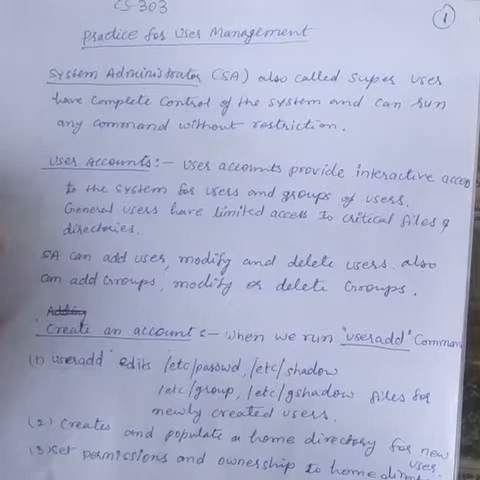 CS-303
1
Practice for User Management
System Administrator (SA) also called Super User
have complete control of the system and can run
any command without restriction.
User Accounts:- User accounts provide interactive access
to the system for users and groups of users.
General users have limited access to critical files &
directories.
SA can add user, modify and delete users. also
can add Groups, modify or delete Groups.
Adding
Create an account :- When we run "useradd" Comman
(1) useradd edits /etc/passwd, /etc/shadow
/etc/group, /etc/gshadow files for
newly created users.
(2) Creates and populate a home directory for new
user.
(3) Set permissions and ownership to home